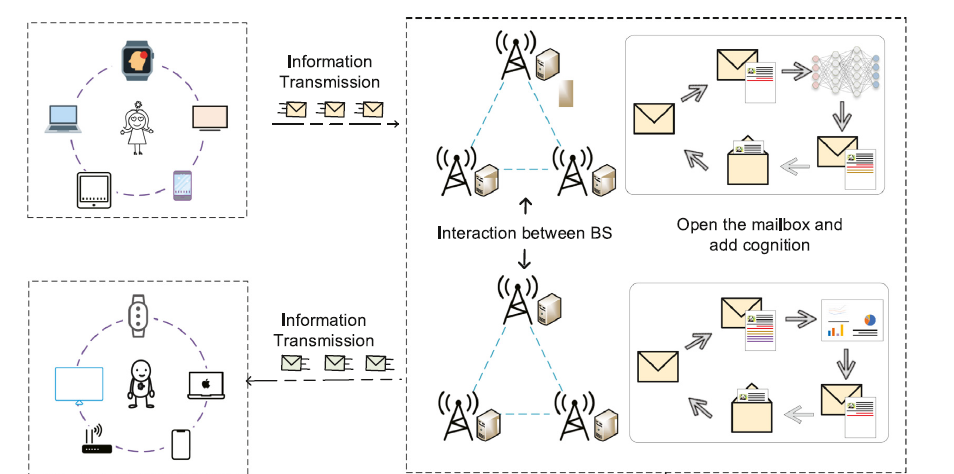 Information
Transmission
Interaction between BS
Open the mailbox and
add cognition
Information
Transmission